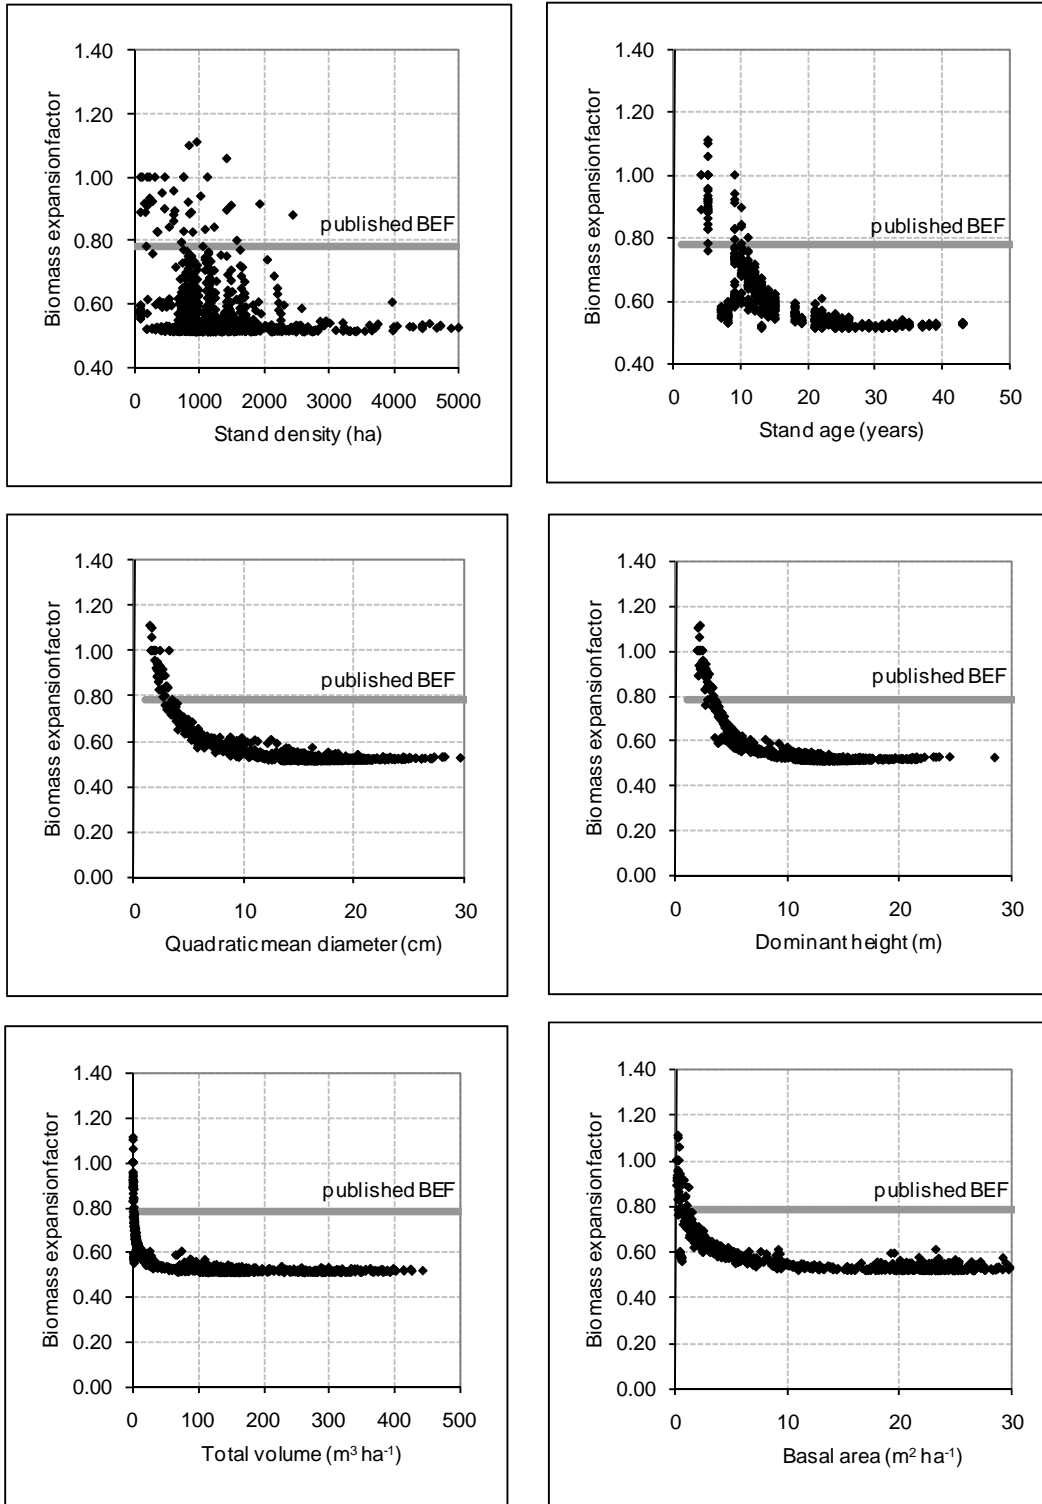 1.40
1.20
1.00
0.80
0.60
0.40
Biomass expansionfactor
published BEF
0 1000 2000 3000 4000 5000
Stand density (ha)
1.40
1.20
1.00
0.80
0.60
0.40
Biomass expansionfactor
published BEF
0 10 20 30 40 50
Stand age (years)
1.40
1.20
1.00
0.80
0.60
0.40
0.20
0.00
Biomass expansionfactor
published BEF
0 10 20 30
Quadraticmean diameter (cm)
1.40
1.20
1.00
0.80
0.60
0.40
0.20
0.00
Biomass expansionfactor
published BEF
0 10 20 30
Dominant height (m)
1.40
1.20
1.00
0.80
0.60
0.40
0.20
0.00
Biomass expansionfactor
published BEF
0 100 200 300 400 500
Total volume (m³ ha⁻¹)
1.40
1.20
1.00
0.80
0.60
0.40
0.20
0.00
Biomass expansionfactor
published BEF
0 10 20 30
Basal area (m² ha⁻¹)